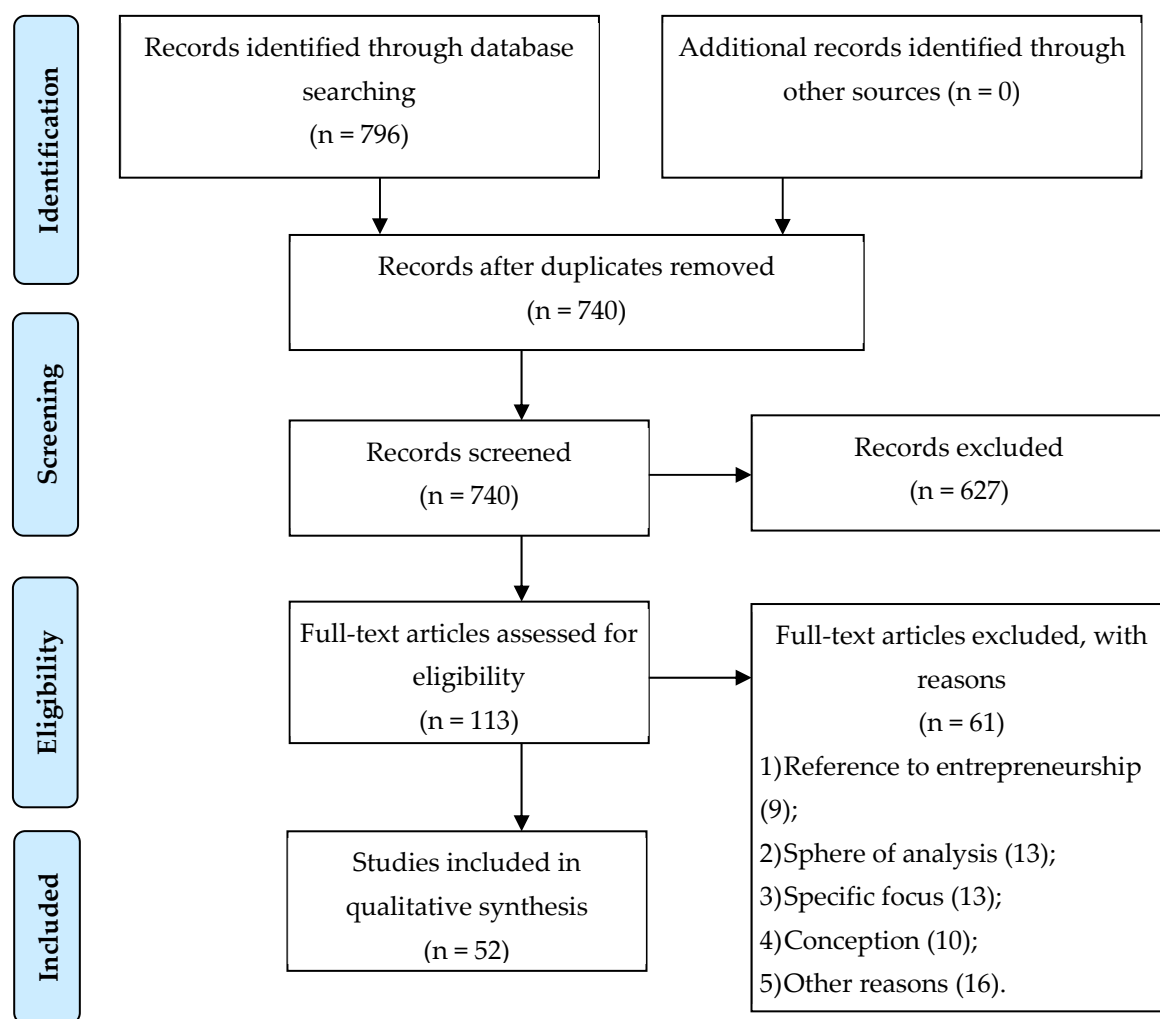 Identification
Records identified through database
searching
(n = 796)
Additional records identified through
other sources (n = 0)
Records after duplicates removed
(n = 740)
Screening
Records screened
(n = 740)
Records excluded
(n = 627)
Eligibility
Full-text articles assessed for
eligibility
(n = 113)
Full-text articles excluded, with
reasons
(n = 61)
1)Reference to entrepreneurship
(9);
2)Sphere of analysis (13);
3)Specific focus (13);
4)Conception (10);
5)Other reasons (16).
Included
Studies included in
qualitative synthesis
(n = 52)